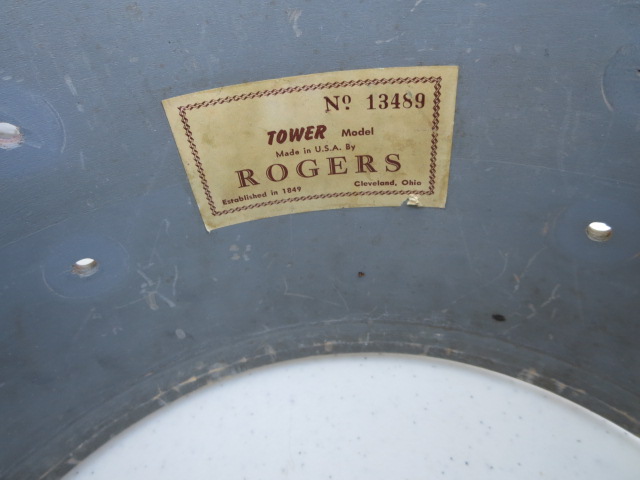 Nº 13489
TOWER Model
Made in U.S.A. By
ROGERS
Established in 1849 Cleveland, Ohio